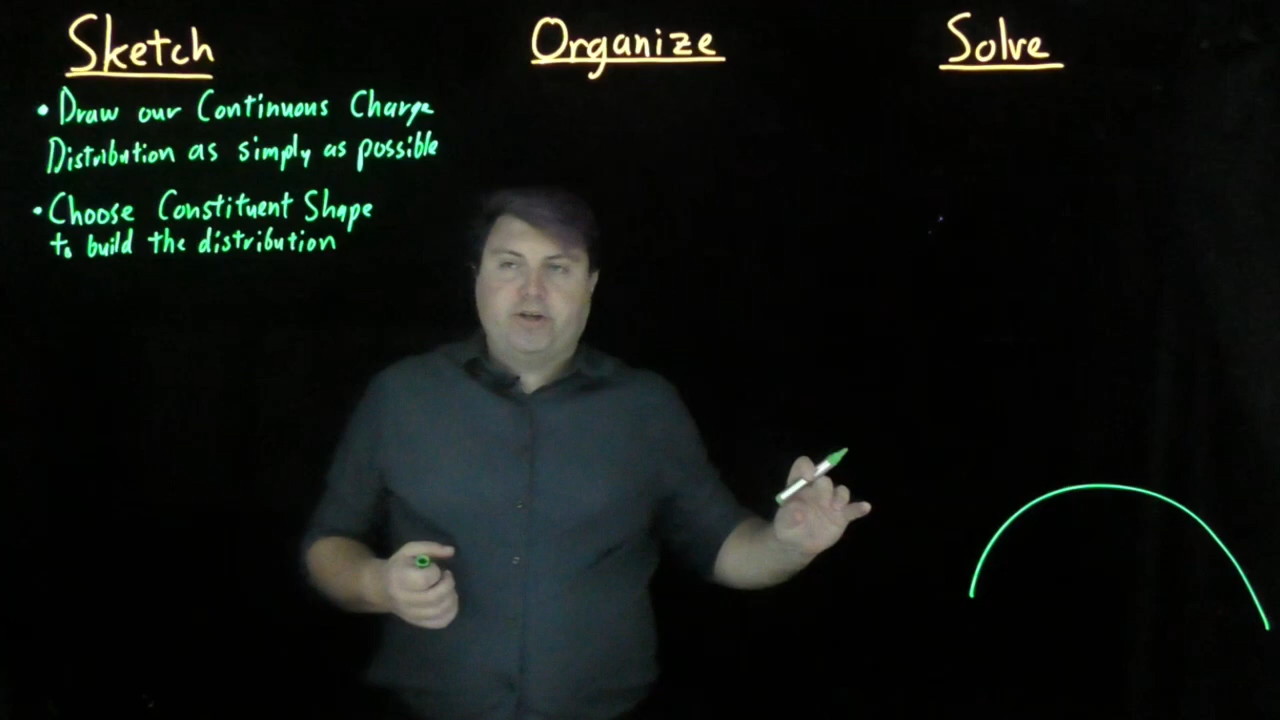 Sketch
Organize
Solve
• Draw our Continuous Charge
Distribution as simply as possible
• Choose Constituent Shape
to build the distribution